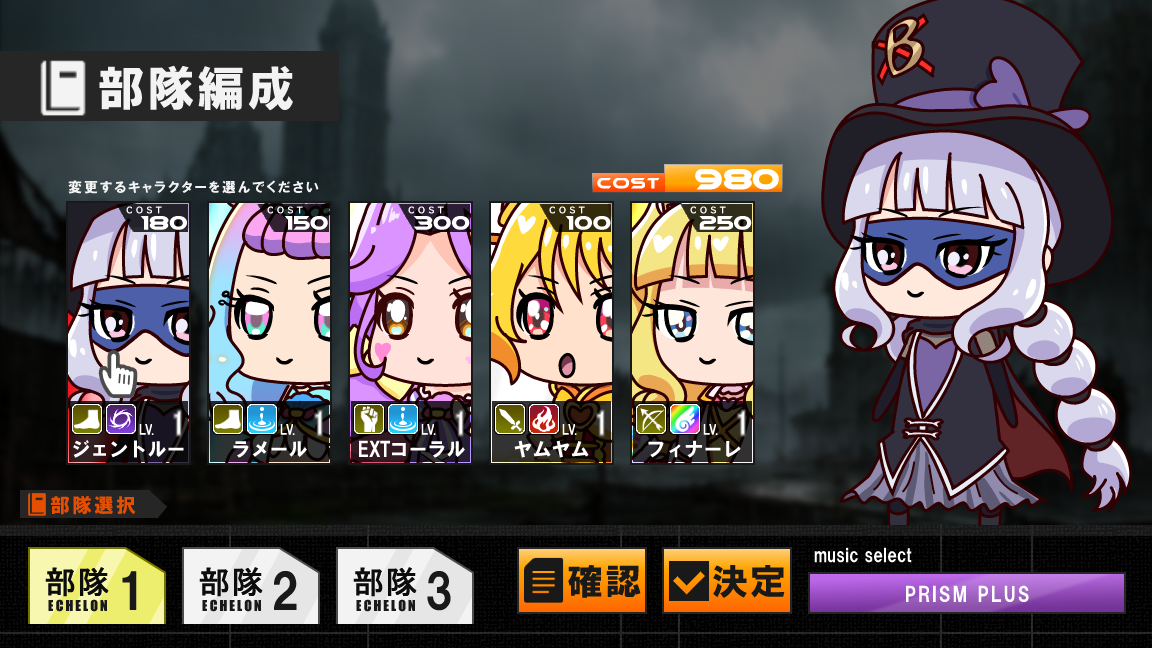 B
部隊編成
変更するキャラクターを選んでください
COST 980
COST
180
COST
150
COST
300
COST
100
COST
250
LV. 1
LV. 1
LV. 1
LV. 1
LV. 1
ジェントルー
ラメール
EXTコーラル
ヤムヤム
フィナーレ
部隊選択
部隊 1
ECHELON
部隊 2
ECHELON
部隊 3
ECHELON
確認
決定
music select
PRISM PLUS